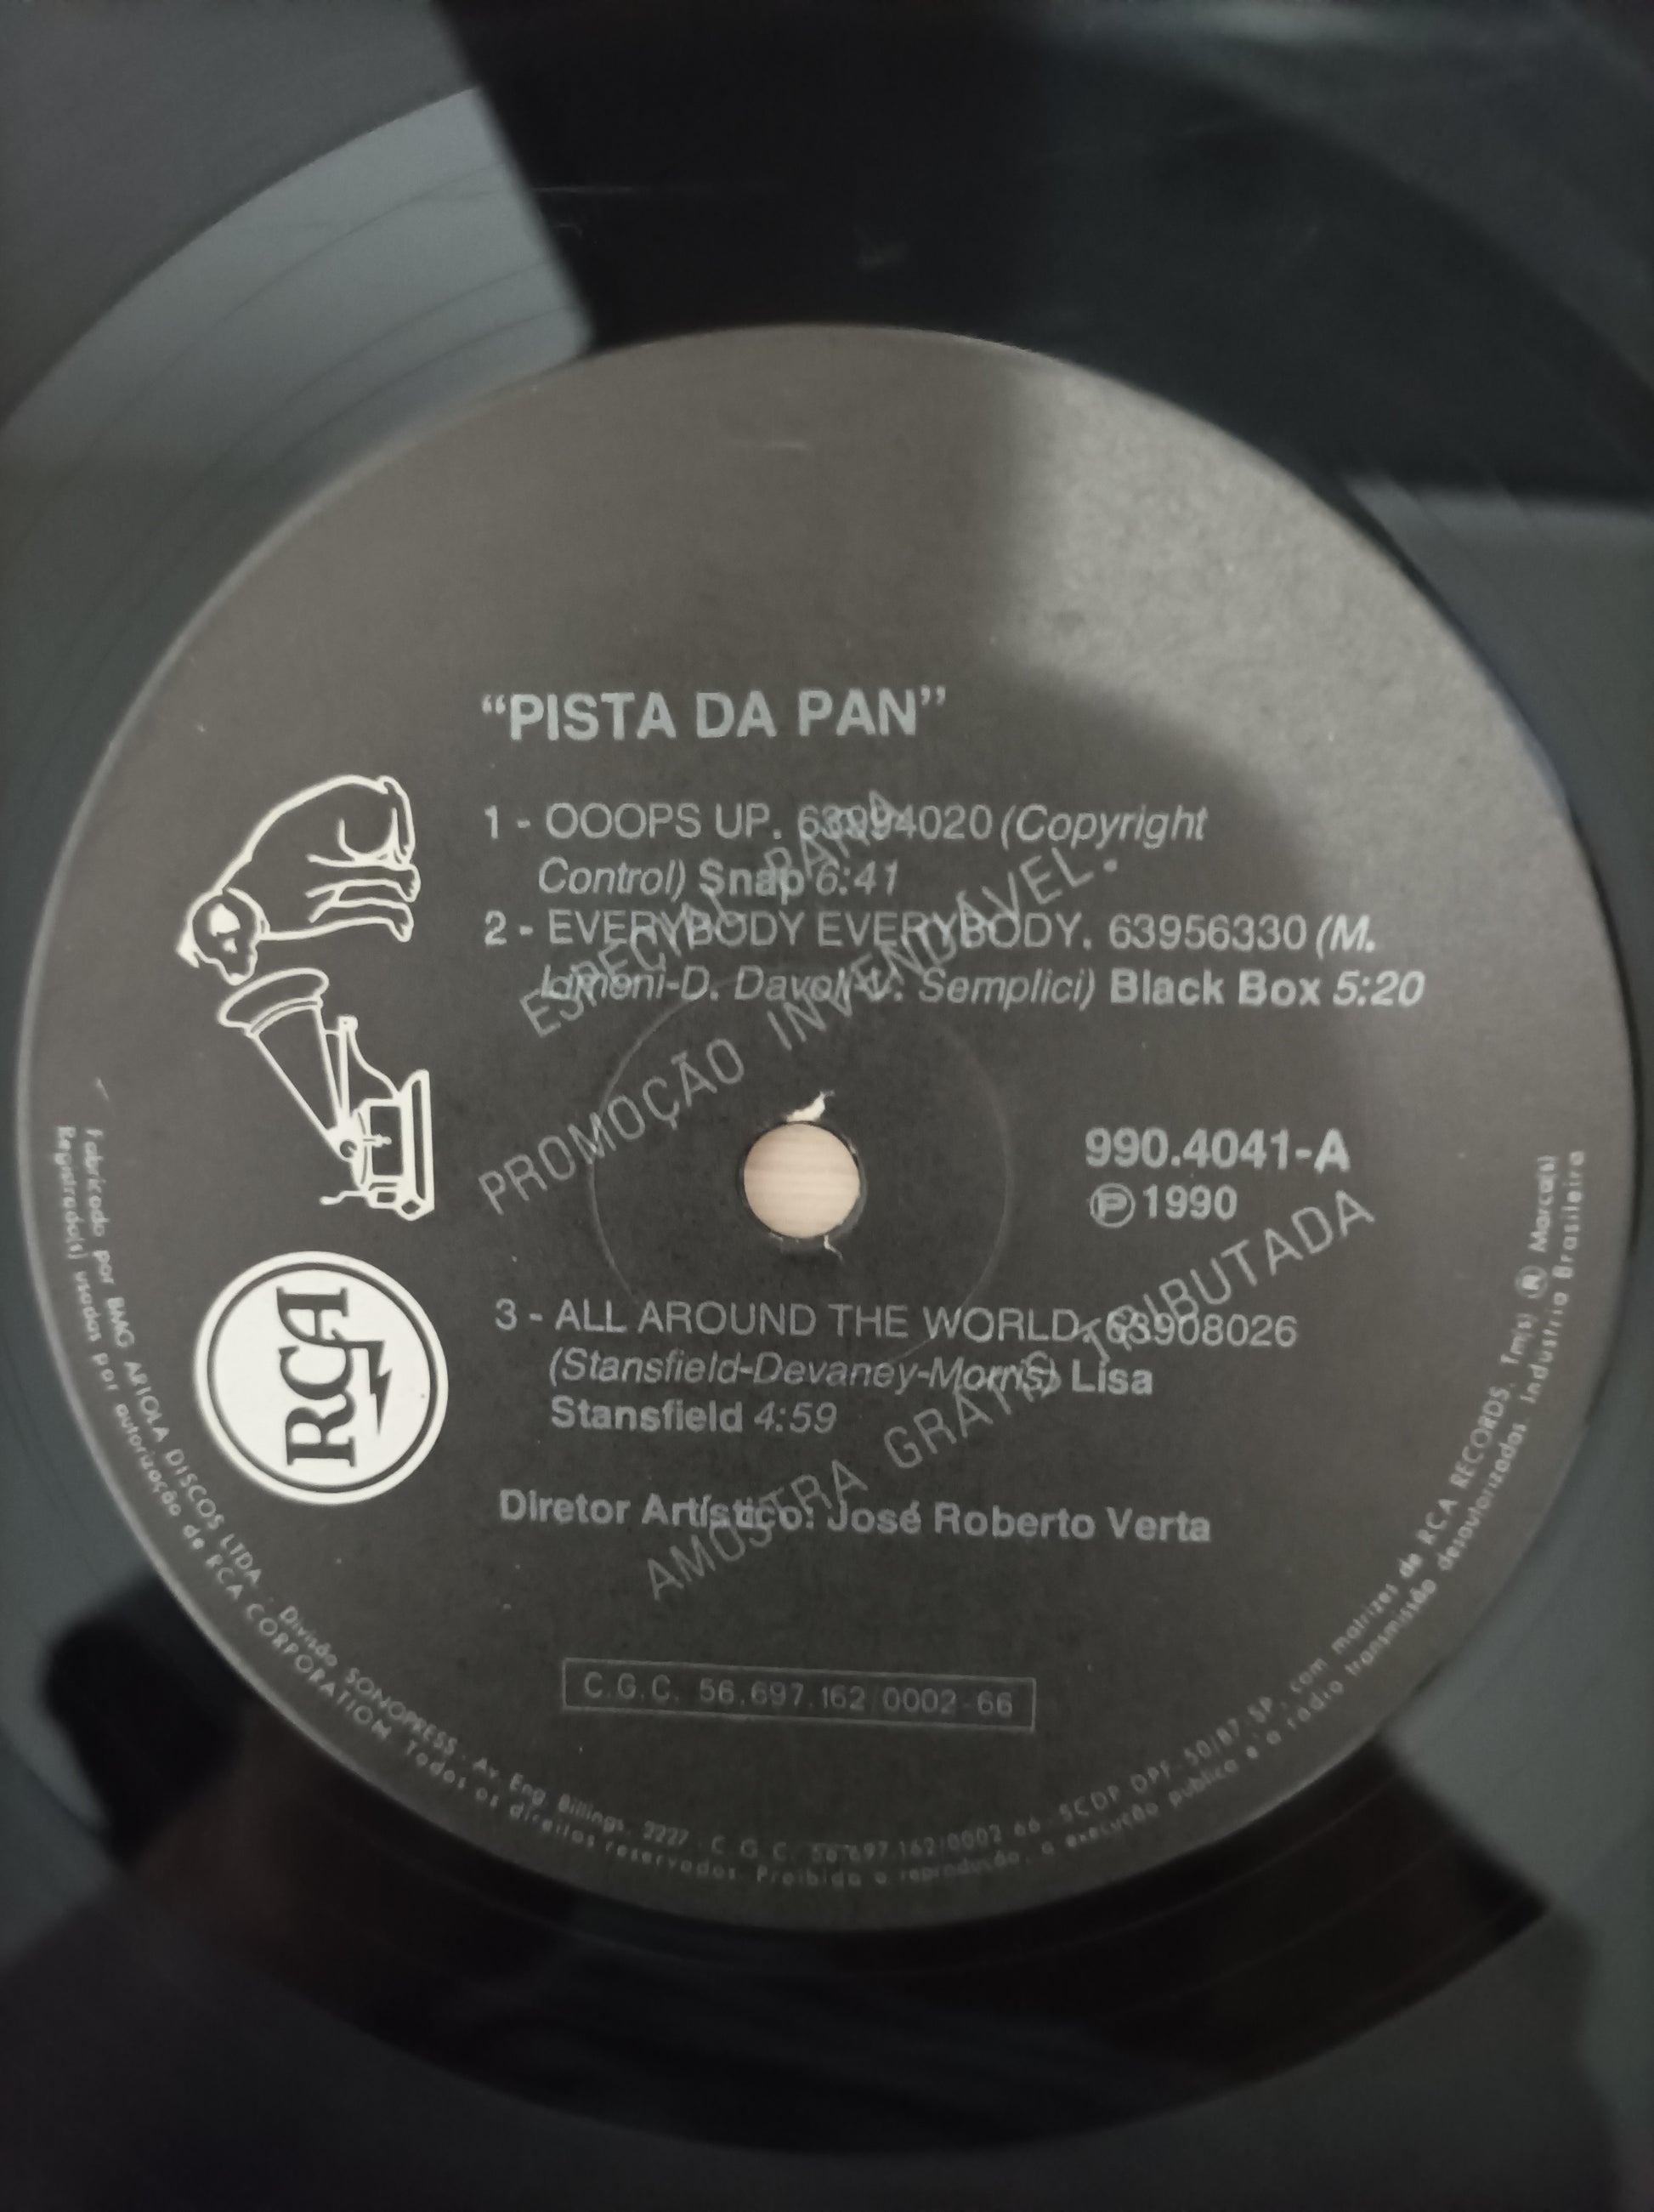 “PISTA DA PAN”
1 - OOOPS UP. 63994020 (Copyright
Control) Snap 6:41
2 - EVERYBODY EVERYBODY. 63956330 (M.
Limoni-D. Davoli-V. Semplici) Black Box 5:20
ESPECIAL PARA
PROMOÇÃO INVENDÁVEL.
AMOSTRA GRÁTIS TRIBUTADA
990.4041-A
Ⓟ 1990
3 - ALL AROUND THE WORLD. 63908026
(Stansfield-Devaney-Morris) Lisa
Stansfield 4:59
Diretor Artístico: José Roberto Verta
RCA
C.G.C. 56.697.162/0002-66
Fabricado por BMG ARIOLA DISCOS LTDA. - Divisão SONOPRESS - Av. Eng. Billings, 2227 - C. G. C. 56.697.162/0002-66 - SCDP DPF-50/87 SP, com matrizes de RCA RECORDS. Tm(s) ® Marca(s)
Registrada(s) usadas por autorização de RCA CORPORATION. Todos os direitos reservados. Proibida a reprodução, a execução pública e a radio transmissão desautorizadas. Indústria Brasileira